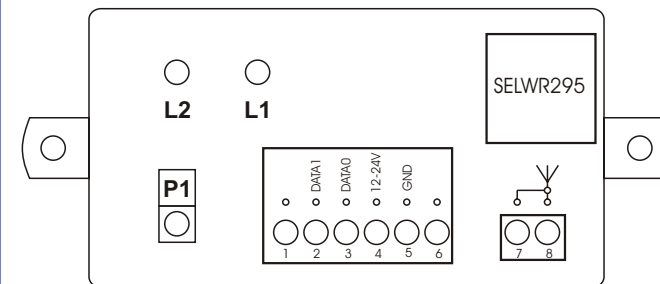 SELWR295
L2 L1
P1
DATA1 DATA0 12-24V GND
1 2 3 4 5 6
7 8